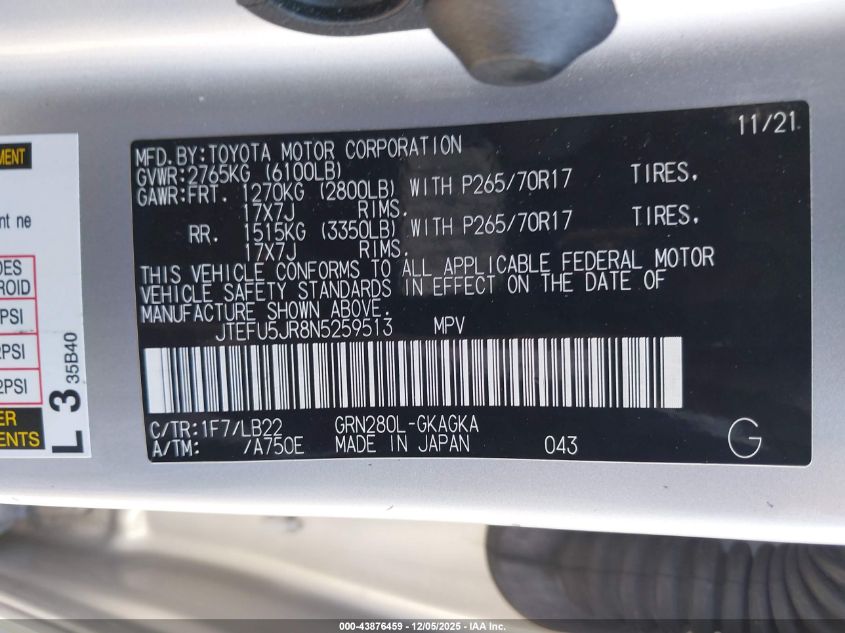 MENT
nt ne
DES
ROID
PSI
2PSI
2PSI
ER
ENTS
L 3 35B40
11/21
MFD.BY:TOYOTA MOTOR CORPORATION
GVWR:2765KG (6100LB)
GAWR:FRT. 1270KG (2800LB) WITH P265/70R17 TIRES.
17X7J RIMS.
RR. 1515KG (3350LB) WITH P265/70R17 TIRES.
17X7J RIMS.
THIS VEHICLE CONFORMS TO ALL APPLICABLE FEDERAL MOTOR
VEHICLE SAFETY STANDARDS IN EFFECT ON THE DATE OF
MANUFACTURE SHOWN ABOVE.
JTEFU5JR8N5259513 MPV
C/TR:1F7/LB22 GRN280L-GKAGKA
A/TM: /A750E MADE IN JAPAN 043 G
000-43876459 - 12/05/2025 - IAA Inc.